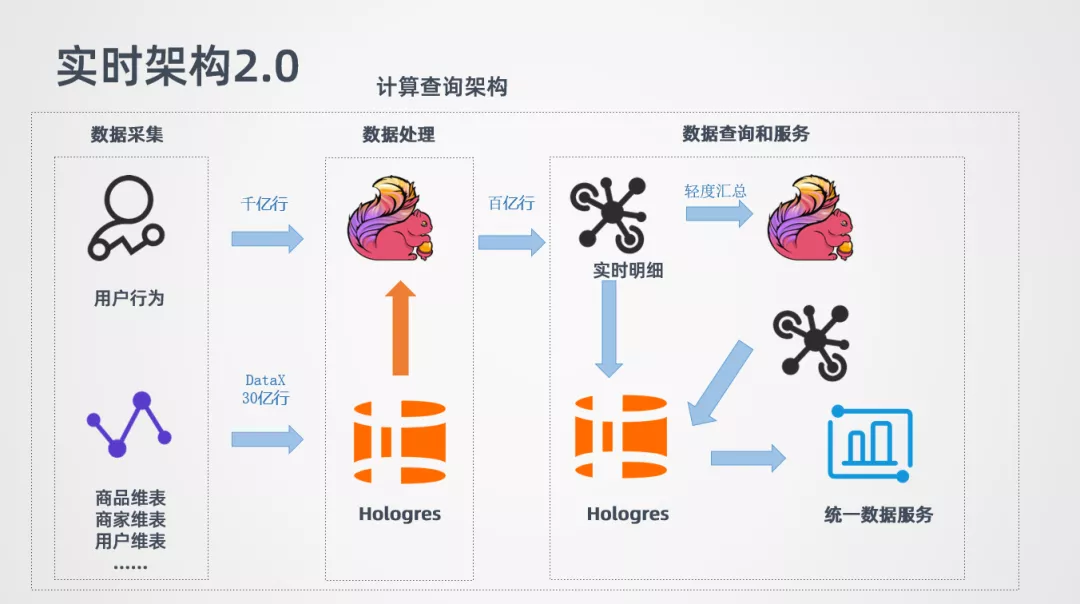 实时架构2.0
计算查询架构
数据采集
数据处理
数据查询和服务
千亿行
百亿行
轻度汇总
实时明细
用户行为
DataX
30亿行
商品维表
商家维表
用户维表
......
Hologres
Hologres
统一数据服务